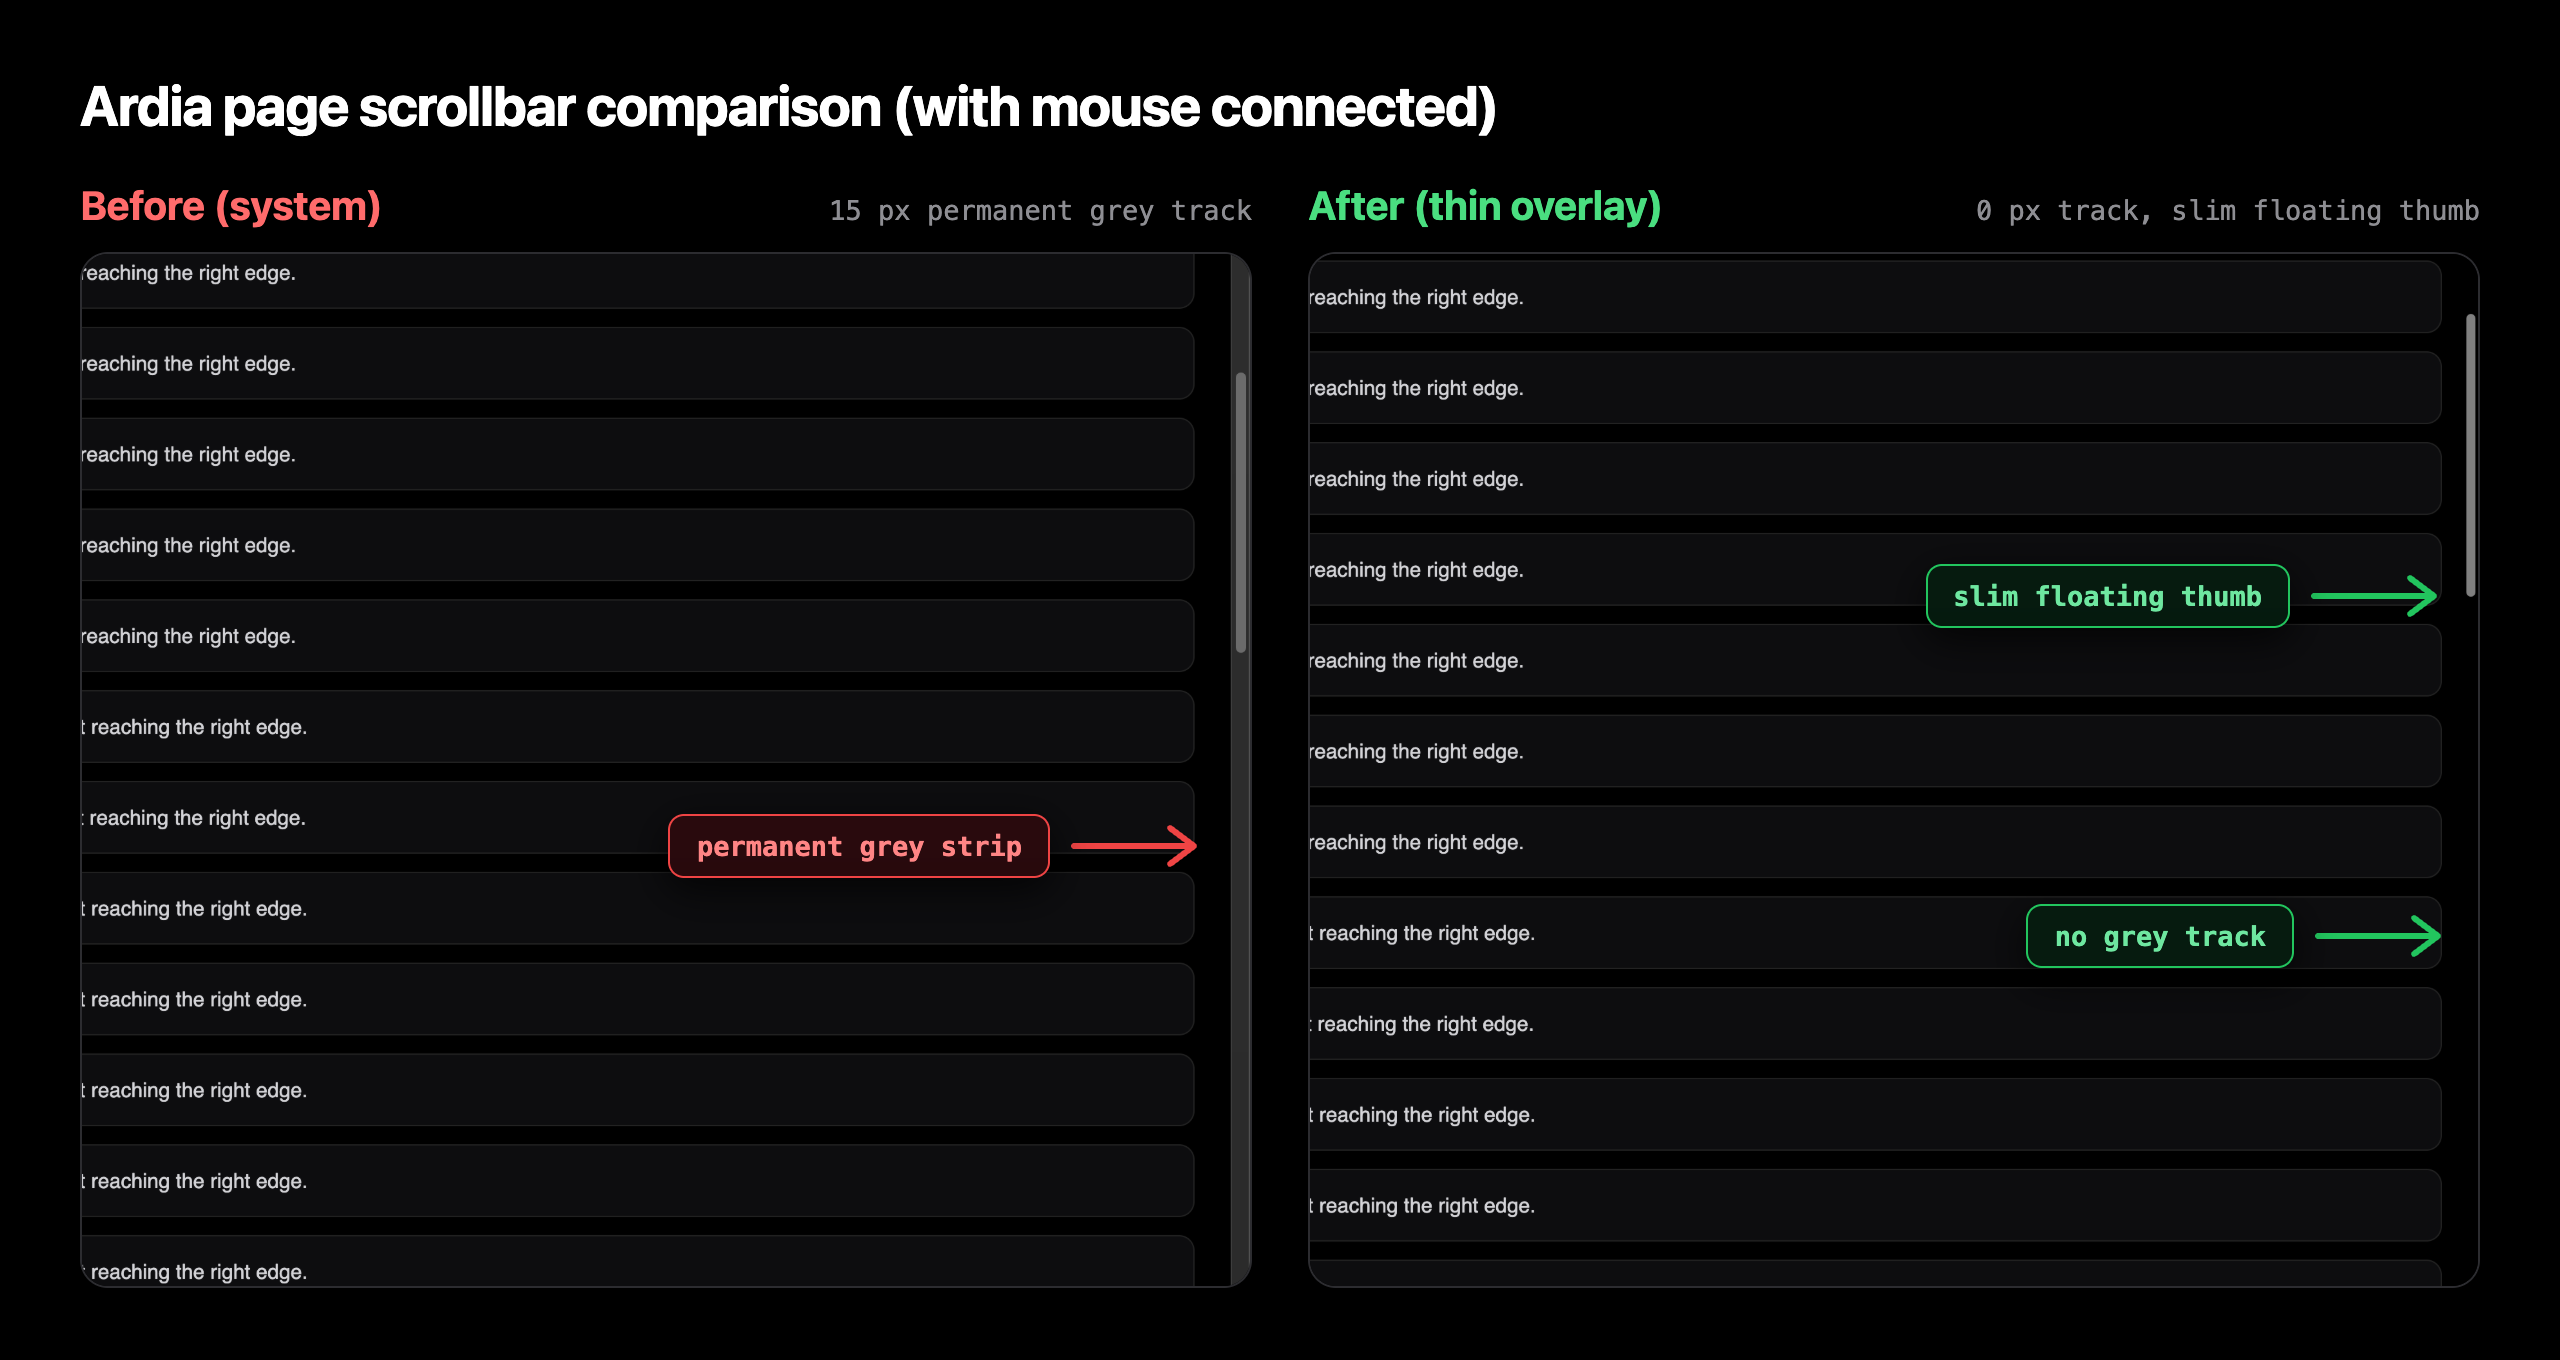 Ardia page scrollbar comparison (with mouse connected)
Before (system)
15 px permanent grey track
reaching the right edge.
reaching the right edge.
reaching the right edge.
reaching the right edge.
reaching the right edge.
t reaching the right edge.
t reaching the right edge.
permanent grey strip
t reaching the right edge.
t reaching the right edge.
t reaching the right edge.
t reaching the right edge.
reaching the right edge.
After (thin overlay)
0 px track, slim floating thumb
reaching the right edge.
reaching the right edge.
reaching the right edge.
reaching the right edge.
slim floating thumb
reaching the right edge.
reaching the right edge.
reaching the right edge.
t reaching the right edge.
no grey track
t reaching the right edge.
t reaching the right edge.
t reaching the right edge.